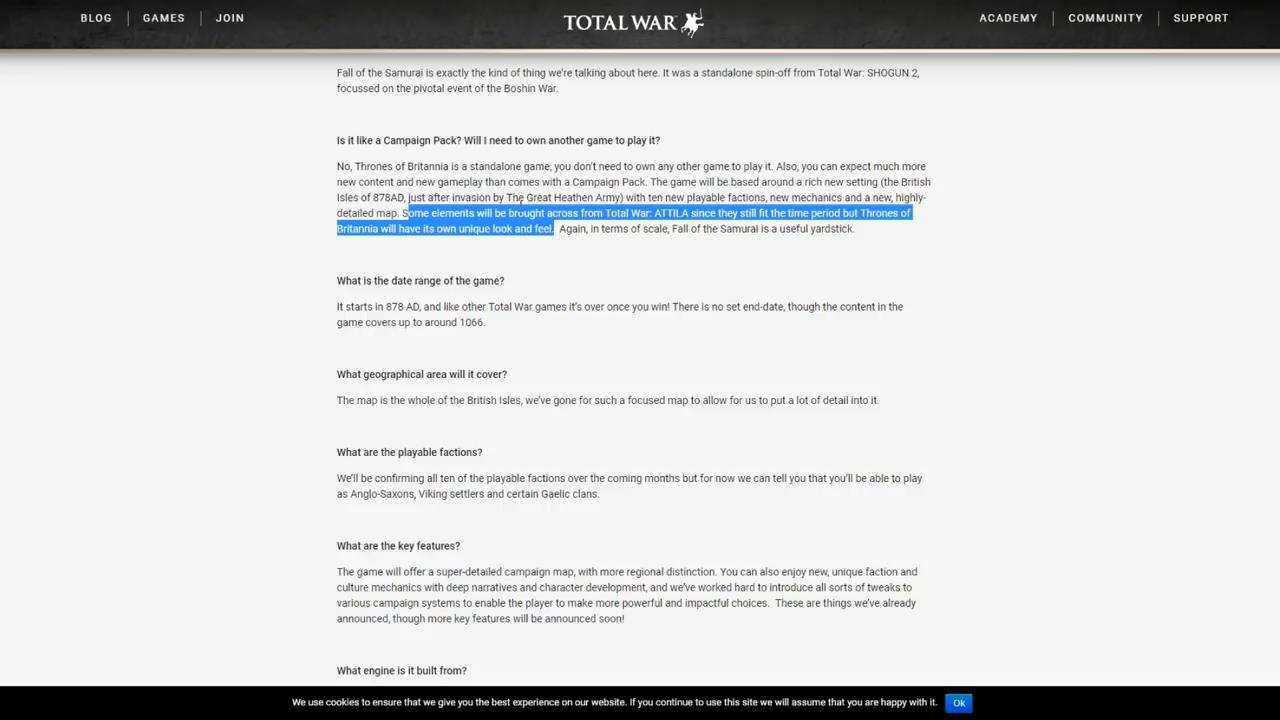 BLOG GAMES JOIN TOTAL WAR ACADEMY COMMUNITY SUPPORT
Fall of the Samurai is exactly the kind of thing we're talking about here. It was a standalone spin-off from Total War: SHOGUN 2,
focussed on the pivotal event of the Boshin War.
Is it like a Campaign Pack? Will I need to own another game to play it?
No, Thrones of Britannia is a standalone game, you don't need to own any other game to play it. Also, you can expect much more
new content and new gameplay than comes with a Campaign Pack. The game will be based around a rich new setting (the British
Isles of 878AD, just after invasion by The Great Heathen Army) with ten new playable factions, new mechanics and a new, highly-
detailed map. Some elements will be brought across from Total War: ATTILA since they still fit the time period but Thrones of
Britannia will have its own unique look and feel. Again, in terms of scale, Fall of the Samurai is a useful yardstick.
What is the date range of the game?
It starts in 878 AD, and like other Total War games it's over once you win! There is no set end-date, though the content in the
game covers up to around 1066.
What geographical area will it cover?
The map is the whole of the British Isles, we've gone for such a focused map to allow for us to put a lot of detail into it.
What are the playable factions?
We'll be confirming all ten of the playable factions over the coming months but for now we can tell you that you'll be able to play
as Anglo-Saxons, Viking settlers and certain Gaelic clans.
What are the key features?
The game will offer a super-detailed campaign map, with more regional distinction. You can also enjoy new, unique faction and
culture mechanics with deep narratives and character development, and we've worked hard to introduce all sorts of tweaks to
various campaign systems to enable the player to make more powerful and impactful choices. These are things we've already
announced, though more key features will be announced soon!
What engine is it built from?
We use cookies to ensure that we give you the best experience on our website. If you continue to use this site we will assume that you are happy with it. Ok